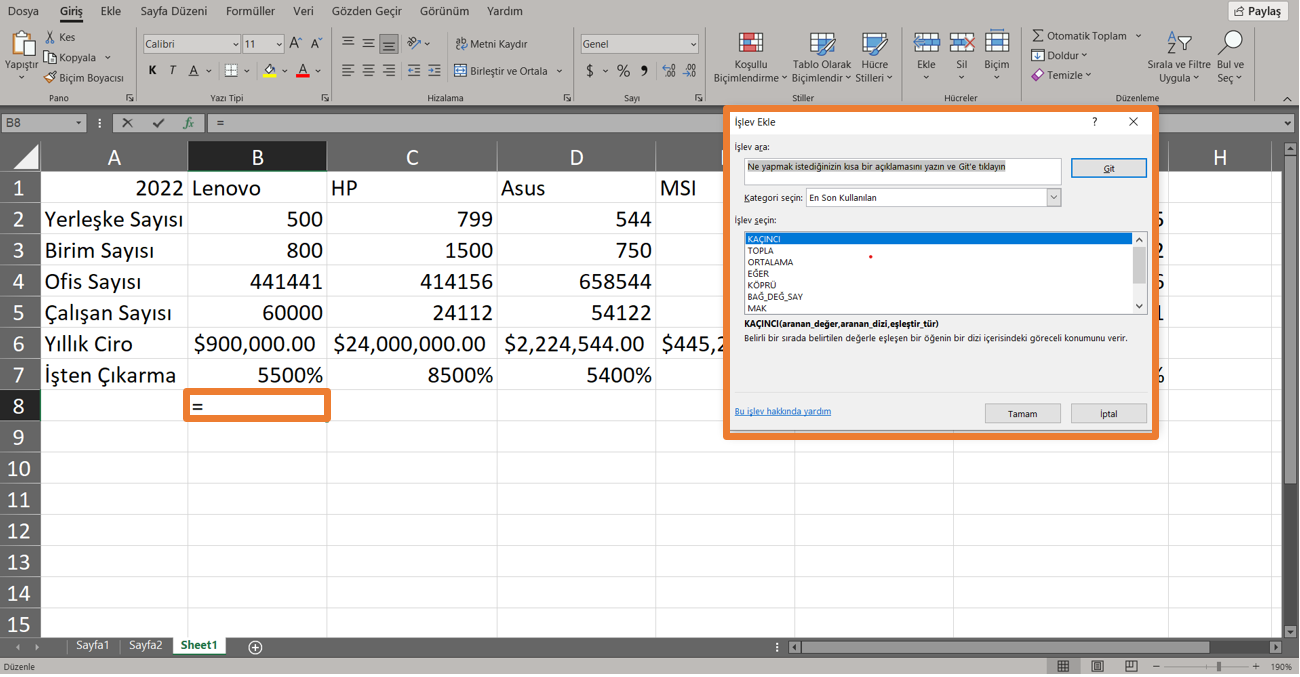 Dosya Giriş Ekle Sayfa Düzeni Formüller Veri Gözden Geçir Görünüm Yardım Paylaş
Yapıştır
Kes
Kopyala
Biçim Boyacısı
Pano
Calibri 11
K T A
Yazı Tipi
Metni Kaydır
Birleştir ve Ortala
Hizalama
Genel
$ %
Sayı
Koşullu Biçimlendirme
Tablo Olarak Biçimlendir
Hücre Stilleri
Stiller
Ekle
Sil
Biçim
Hücreler
Otomatik Toplam
Doldur
Temizle
Sırala ve Filtre Uygula
Bul ve Seç
Düzenleme
B8 fx =
A B C D H
1 2022 Lenovo HP Asus MSI
2 Yerleşke Sayısı 500 799 544
3 Birim Sayısı 800 1500 750
4 Ofis Sayısı 441441 414156 658544
5 Çalışan Sayısı 60000 24112 54122
6 Yıllık Ciro $900,000.00 $24,000,000.00 $2,224,544.00
7 İşten Çıkarma 5500% 8500% 5400%
8 =
9
10
11
12
13
14
15
İşlev Ekle ?
İşlev ara:
Ne yapmak istediğinizin kısa bir açıklamasını yazın ve Git'e tıklayın
Git
Kategori seçin: En Son Kullanılan
İşlev seçin:
KAÇINCI
TOPLA
ORTALAMA
EĞER
KÖPRÜ
BAĞ_DEĞ_SAY
MAK
KAÇINCI(aranan_değer,aranan_dizi,eşleştir_tür)
Belirli bir sırada belirtilen değerle eşleşen bir öğenin bir dizi içerisindeki göreceli konumunu verir.
Bu işlev hakkında yardım
Tamam
İptal
Sayfa1 Sayfa2 Sheet1
Düzenle
190%